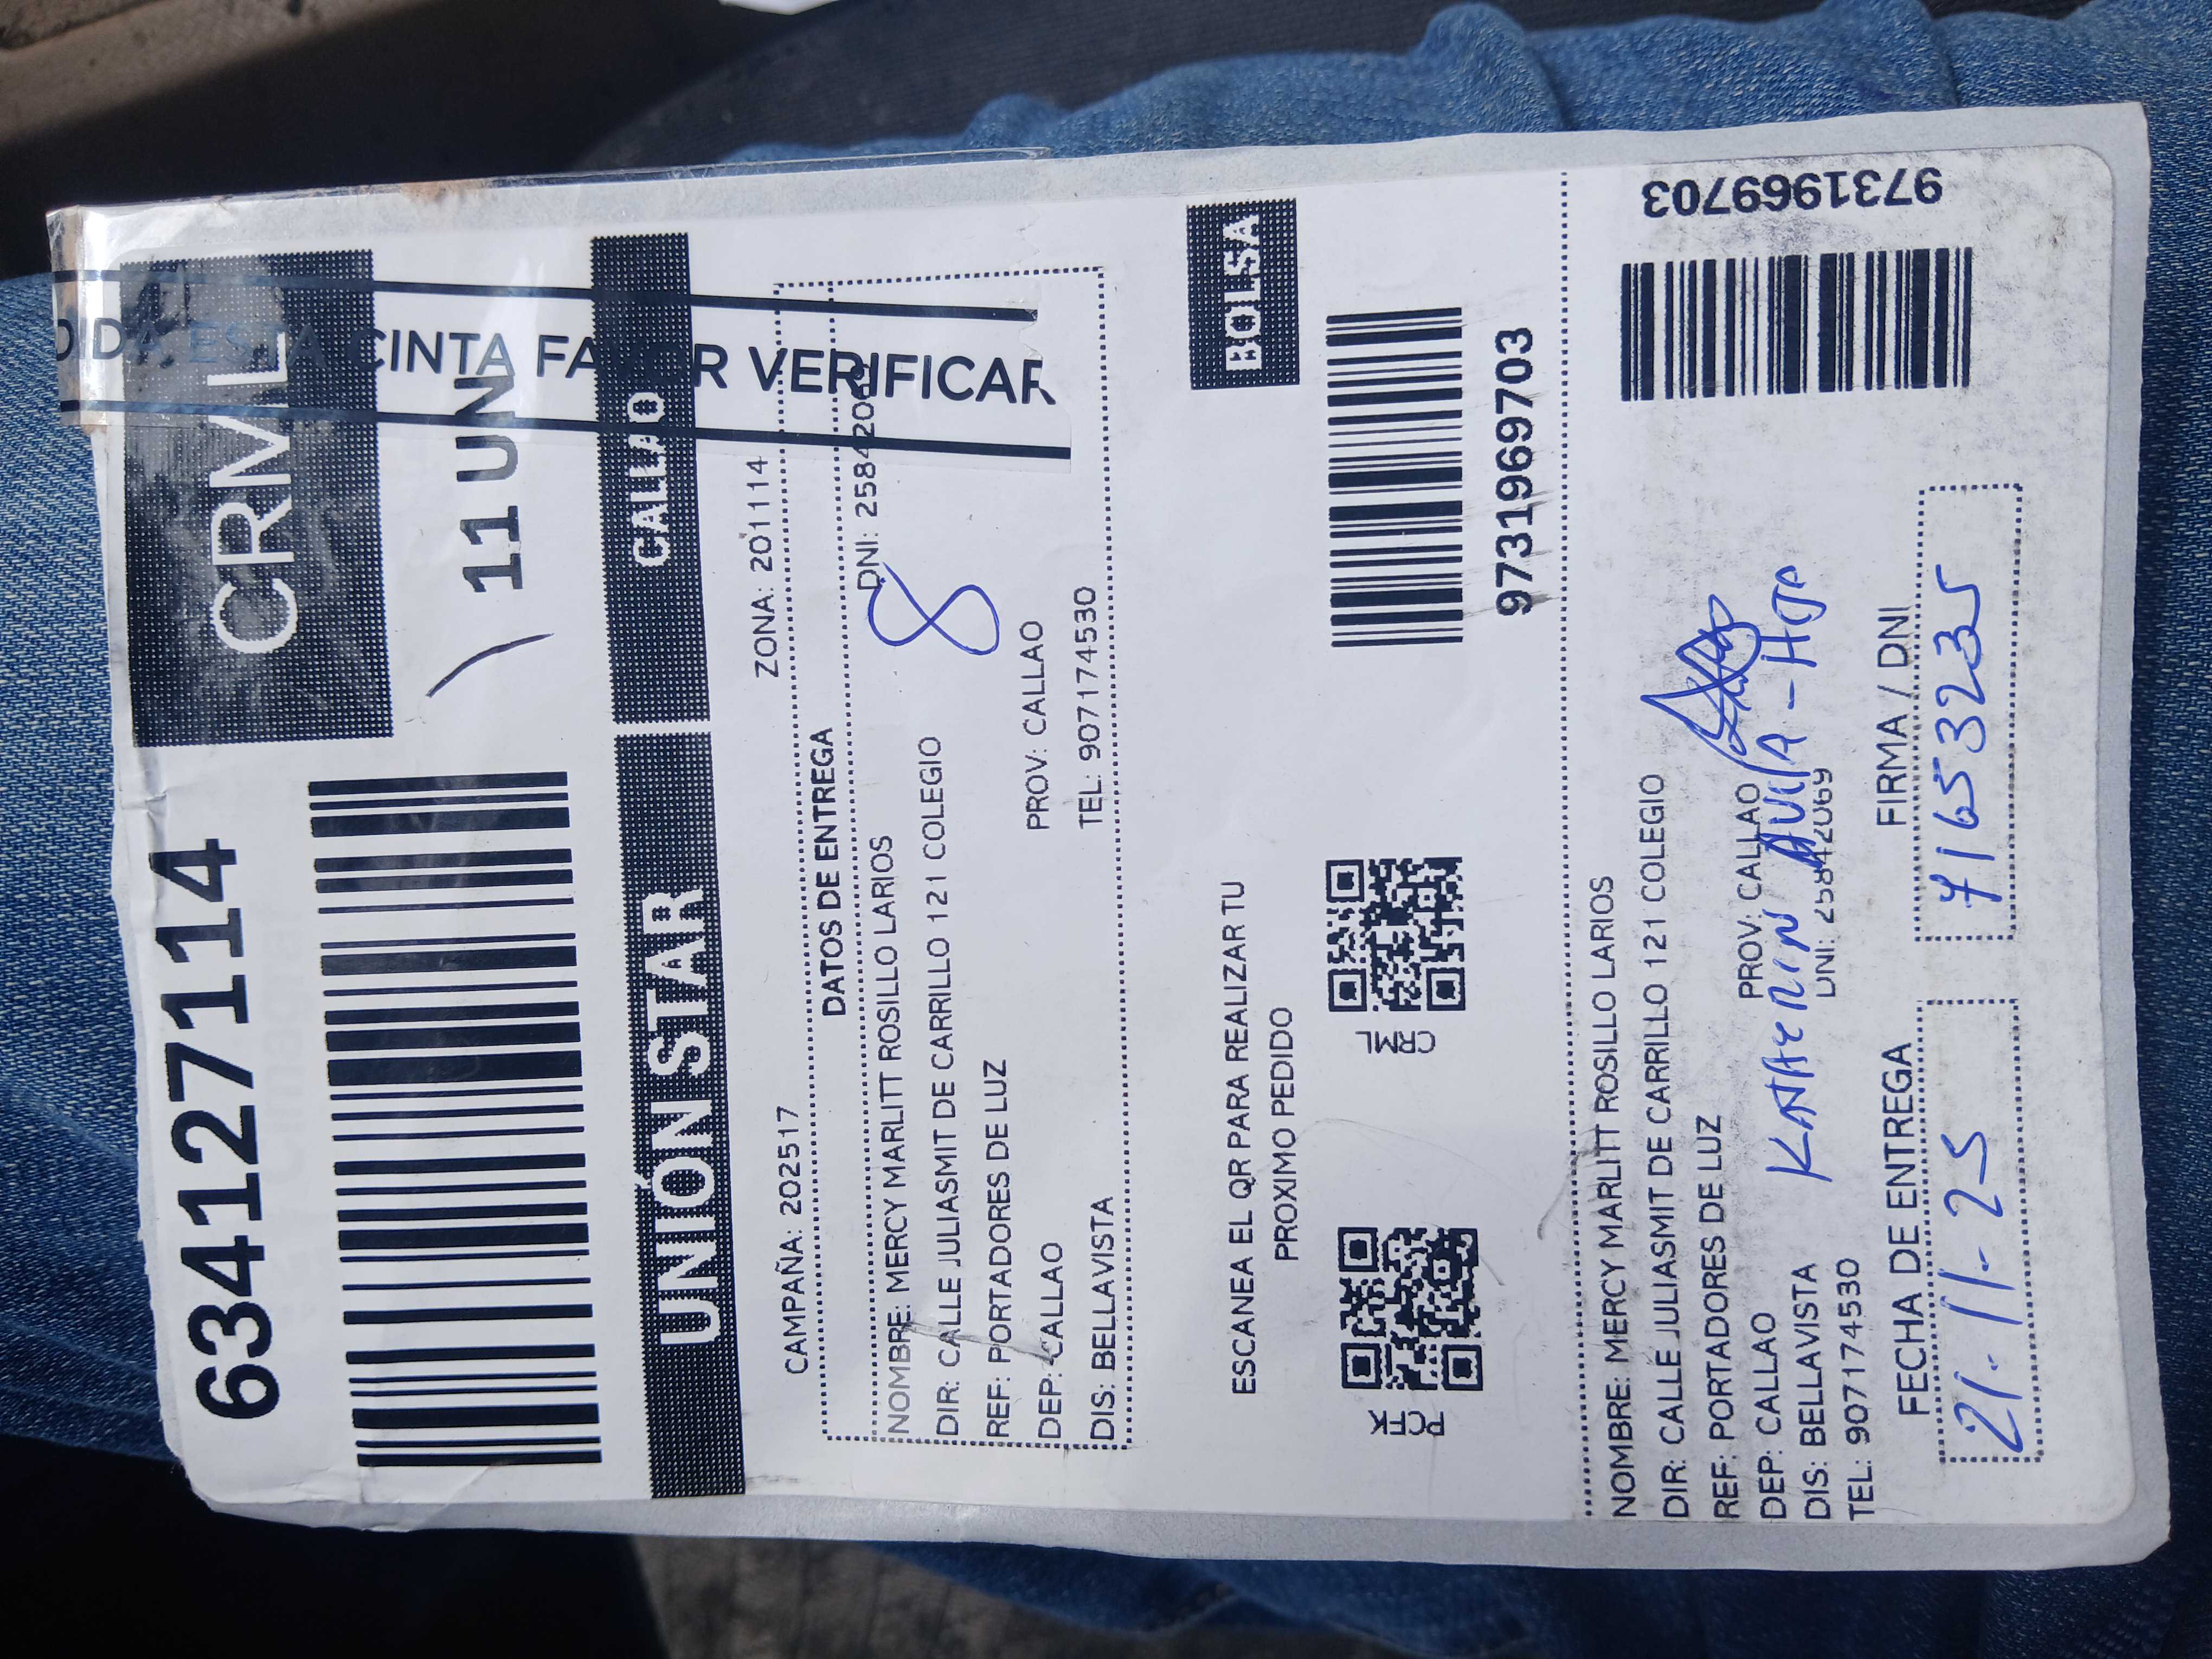 634127114
CRML
11 UN
UNIÓN STAR
CALLAO
CINTA FAVOR VERIFICAR
CAMPAÑA: 202517
ZONA: 201114
DATOS DE ENTREGA
NOMBRE: MERCY MARLITT ROSILLO LARIOS
DNI: 25842069
DIR: CALLE JULIASMIT DE CARRILLO 121 COLEGIO
8
REF: PORTADORES DE LUZ
DEP: CALLAO
PROV: CALLAO
DIS: BELLAVISTA
TEL: 907174530
BOLSA
ESCANEA EL QR PARA REALIZAR TU
PROXIMO PEDIDO
PCFK
CRML
9731969703
NOMBRE: MERCY MARLITT ROSILLO LARIOS
DIR: CALLE JULIASMIT DE CARRILLO 121 COLEGIO
REF: PORTADORES DE LUZ
DEP: CALLAO
PROV: CALLAO
DIS: BELLAVISTA
DNI: 25842069
TEL: 907174530
9731969703
FECHA DE ENTREGA
FIRMA / DNI
21-11-25
71653235